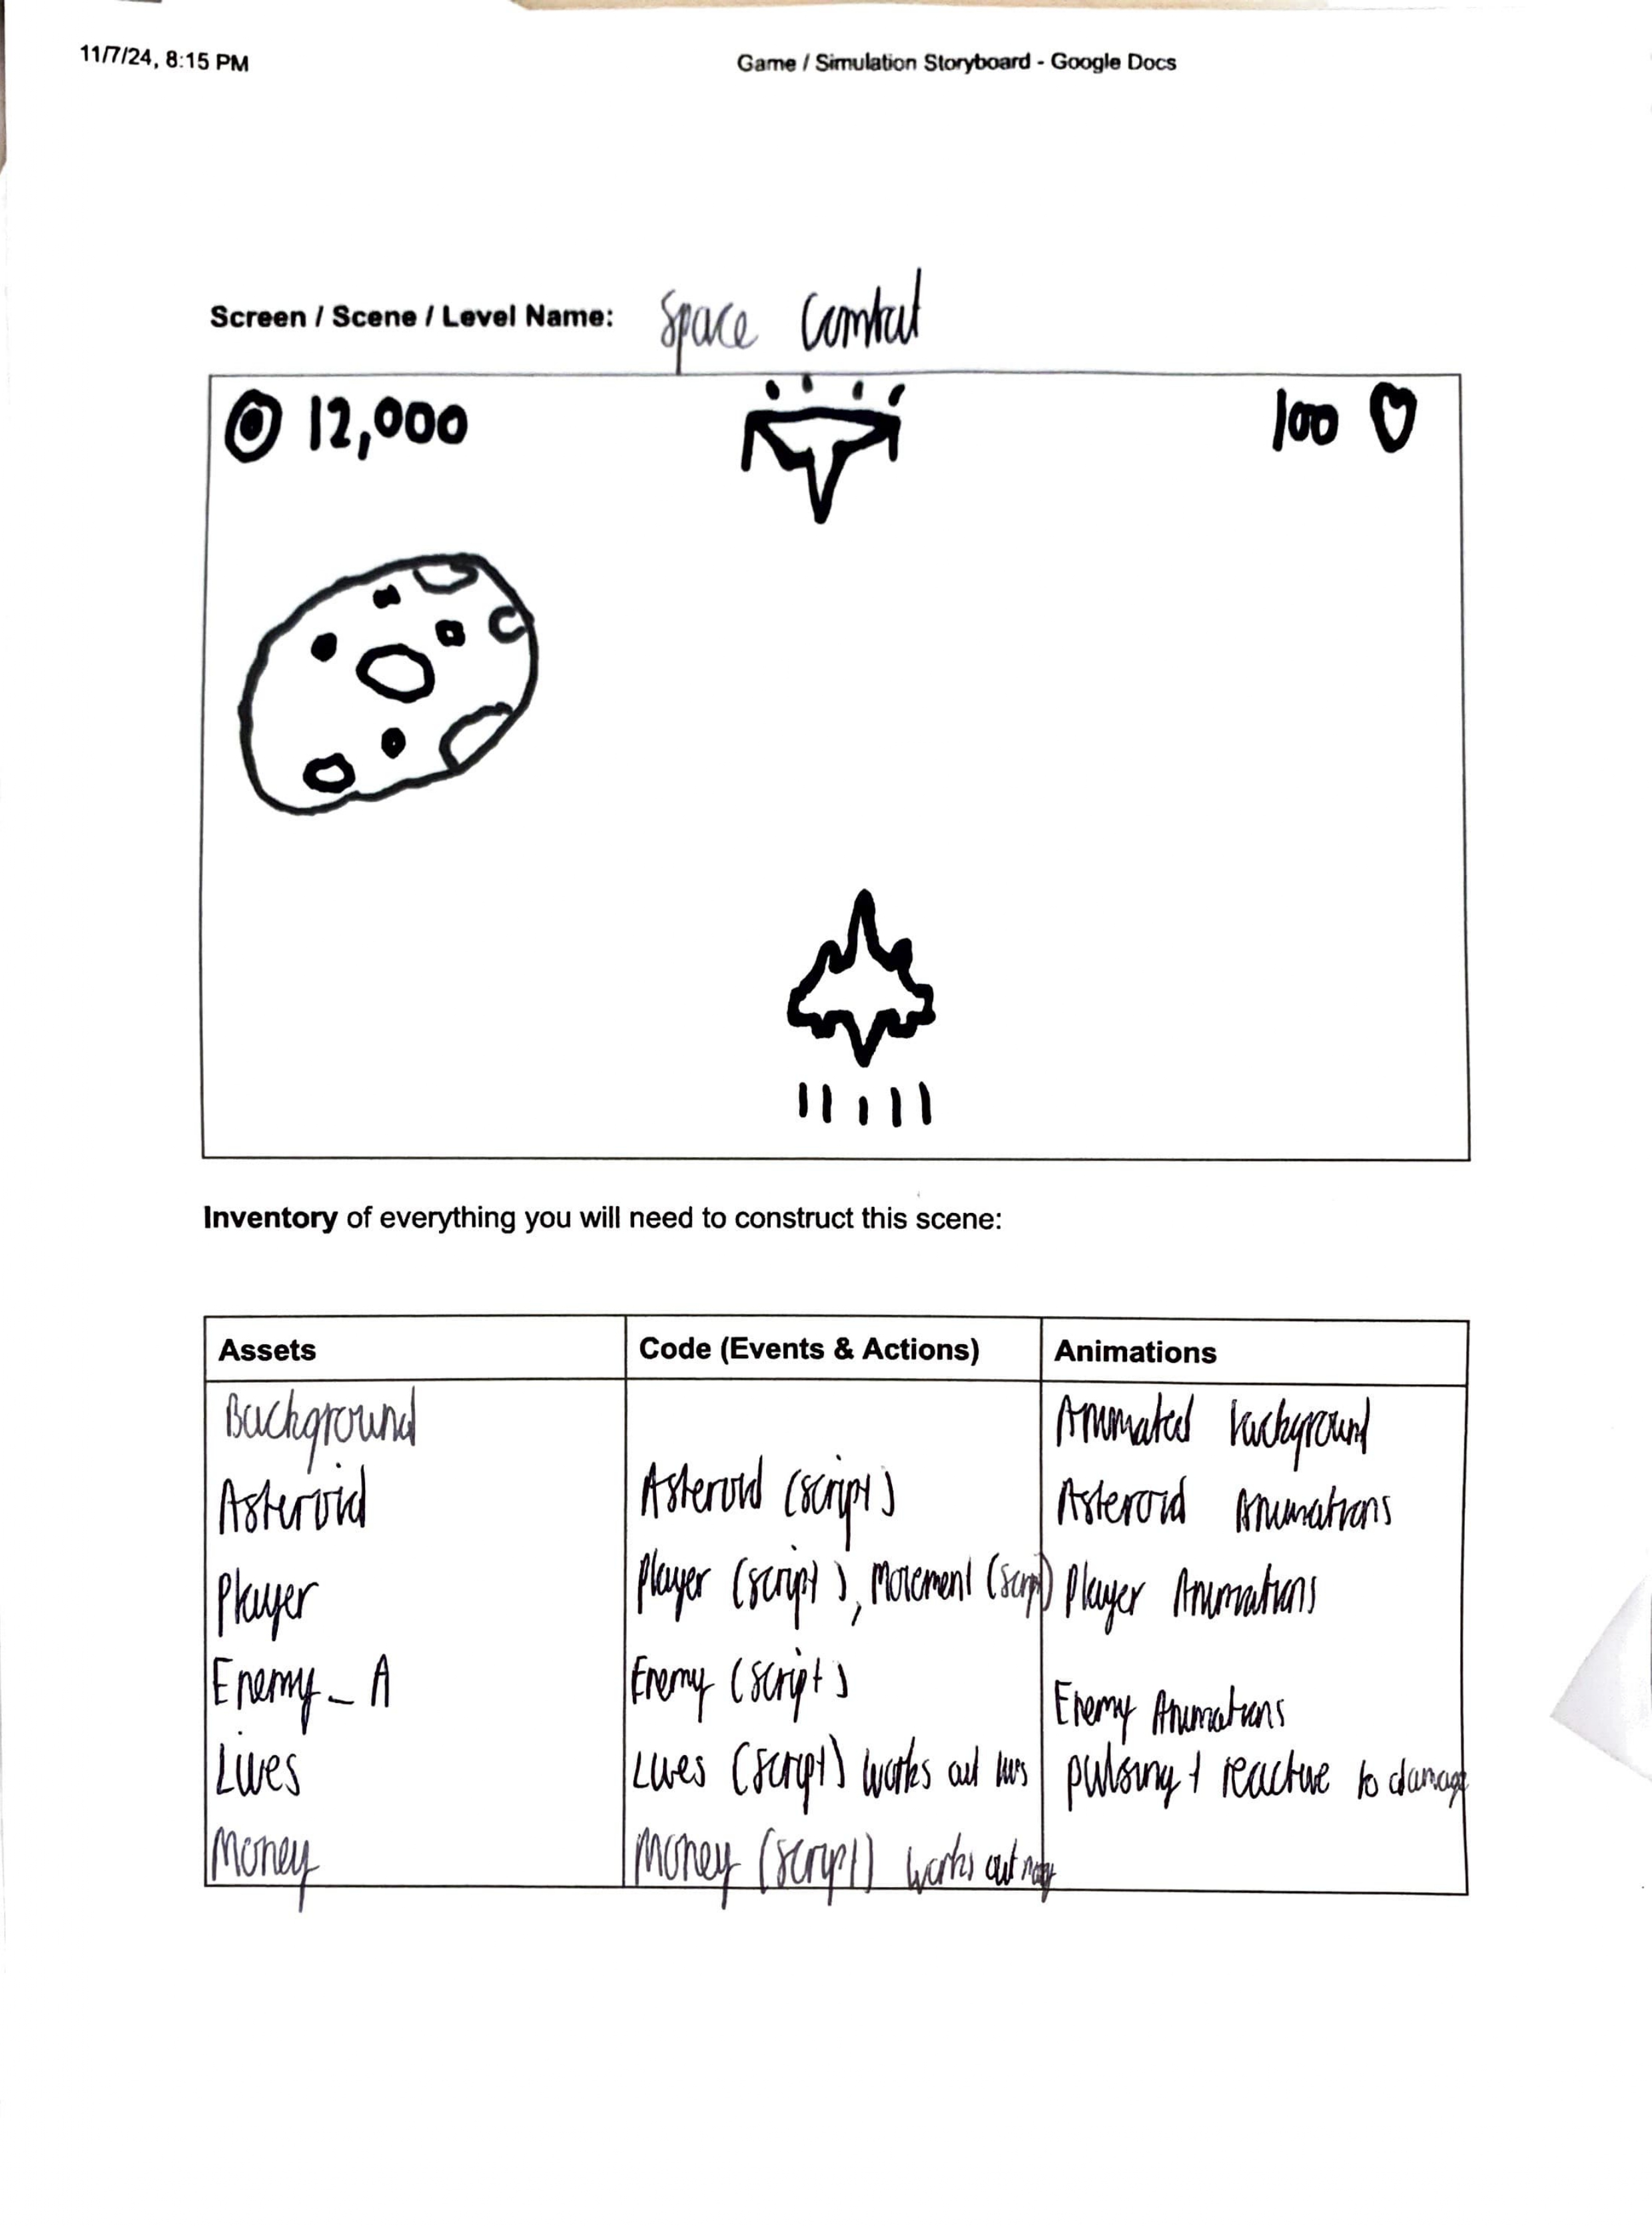 11/7/24, 8:15 PM
Game / Simulation Storyboard - Google Docs
Screen / Scene / Level Name: Space Combat
12,000
100
Inventory of everything you will need to construct this scene:
Assets Code (Events & Actions) Animations
Background Animated background
Asteroid Asteroid (script) Asteroid Animations
Player Player (script), Movement (script) Player Animations
Enemy_A Enemy (script) Enemy Animations
Lives Lives (script) works out lives pulsing + reactive to damage
Money Money (script) works out money